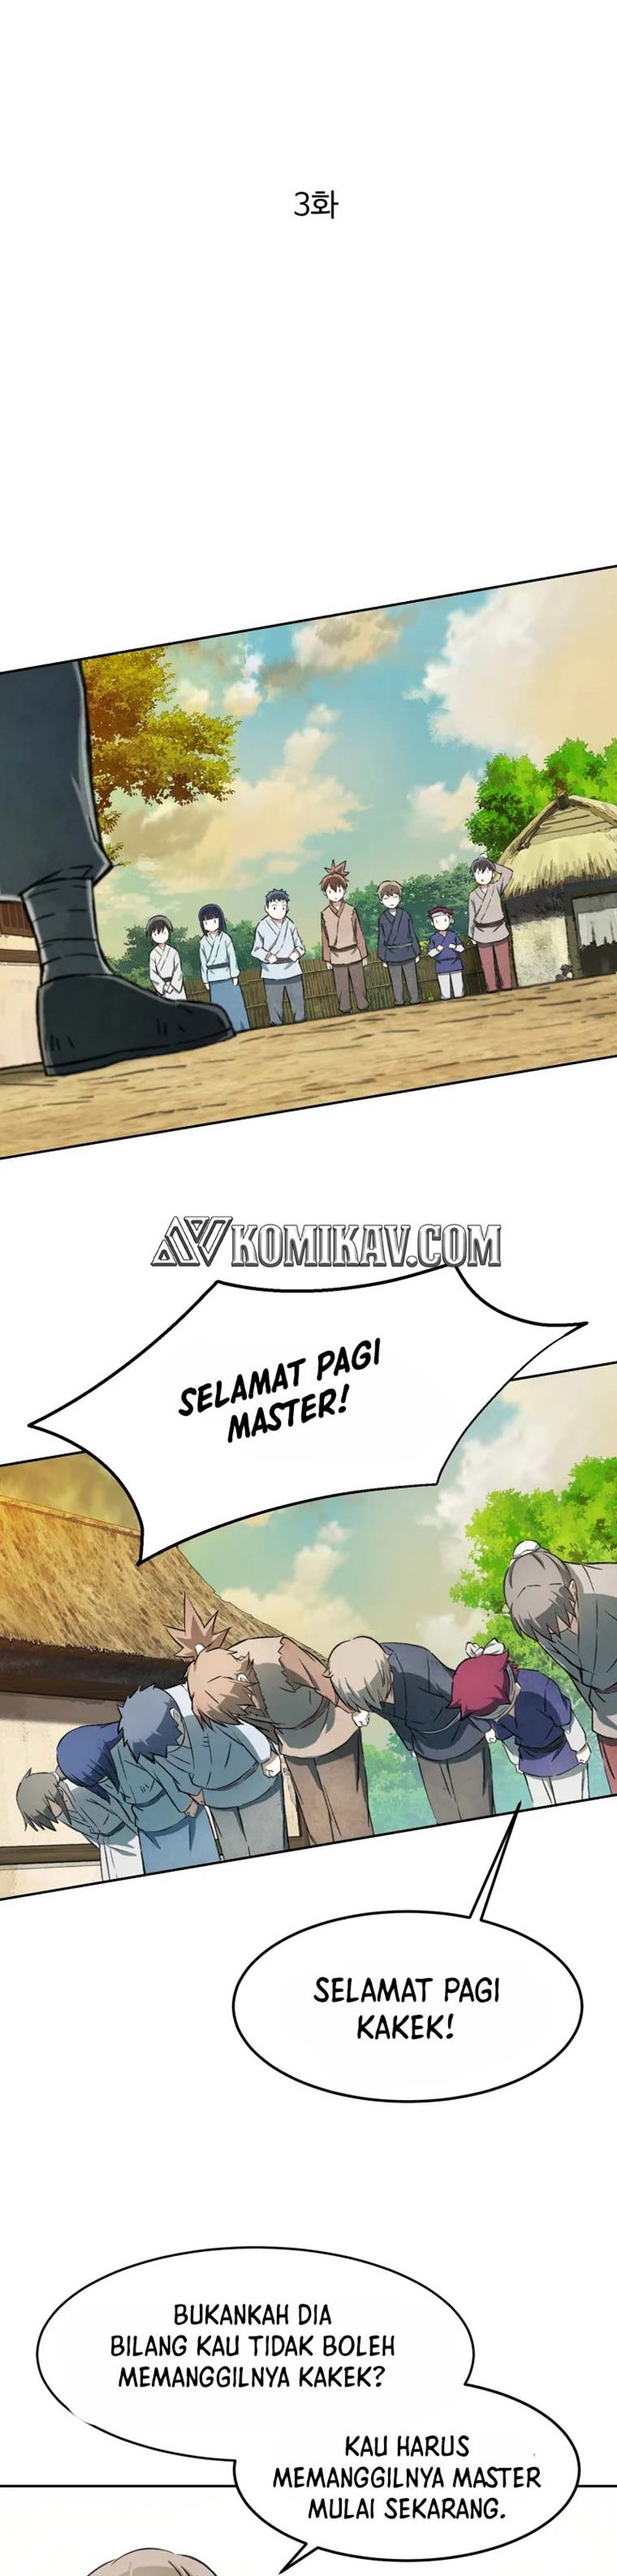 3화
KOMIKAV.COM
SELAMAT PAGI
MASTER!
SELAMAT PAGI
KAKEK!
BUKANKAH DIA
BILANG KAU TIDAK BOLEH
MEMANGGILNYA KAKEK?
KAU HARUS
MEMANGGILNYA MASTER
MULAI SEKARANG.